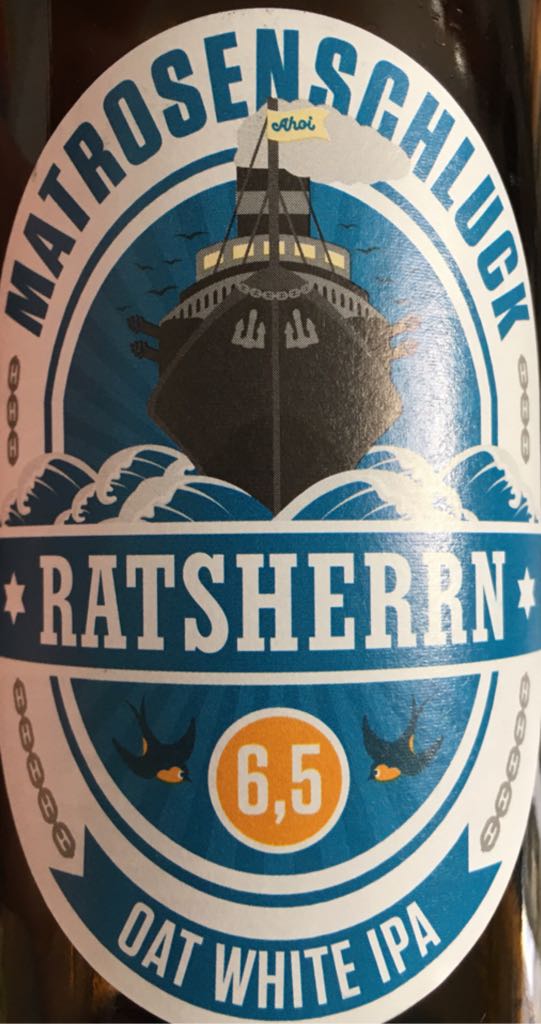 MATROSENSCHLUCK
Ahoi
RATSHERRN
6,5
OAT WHITE IPA